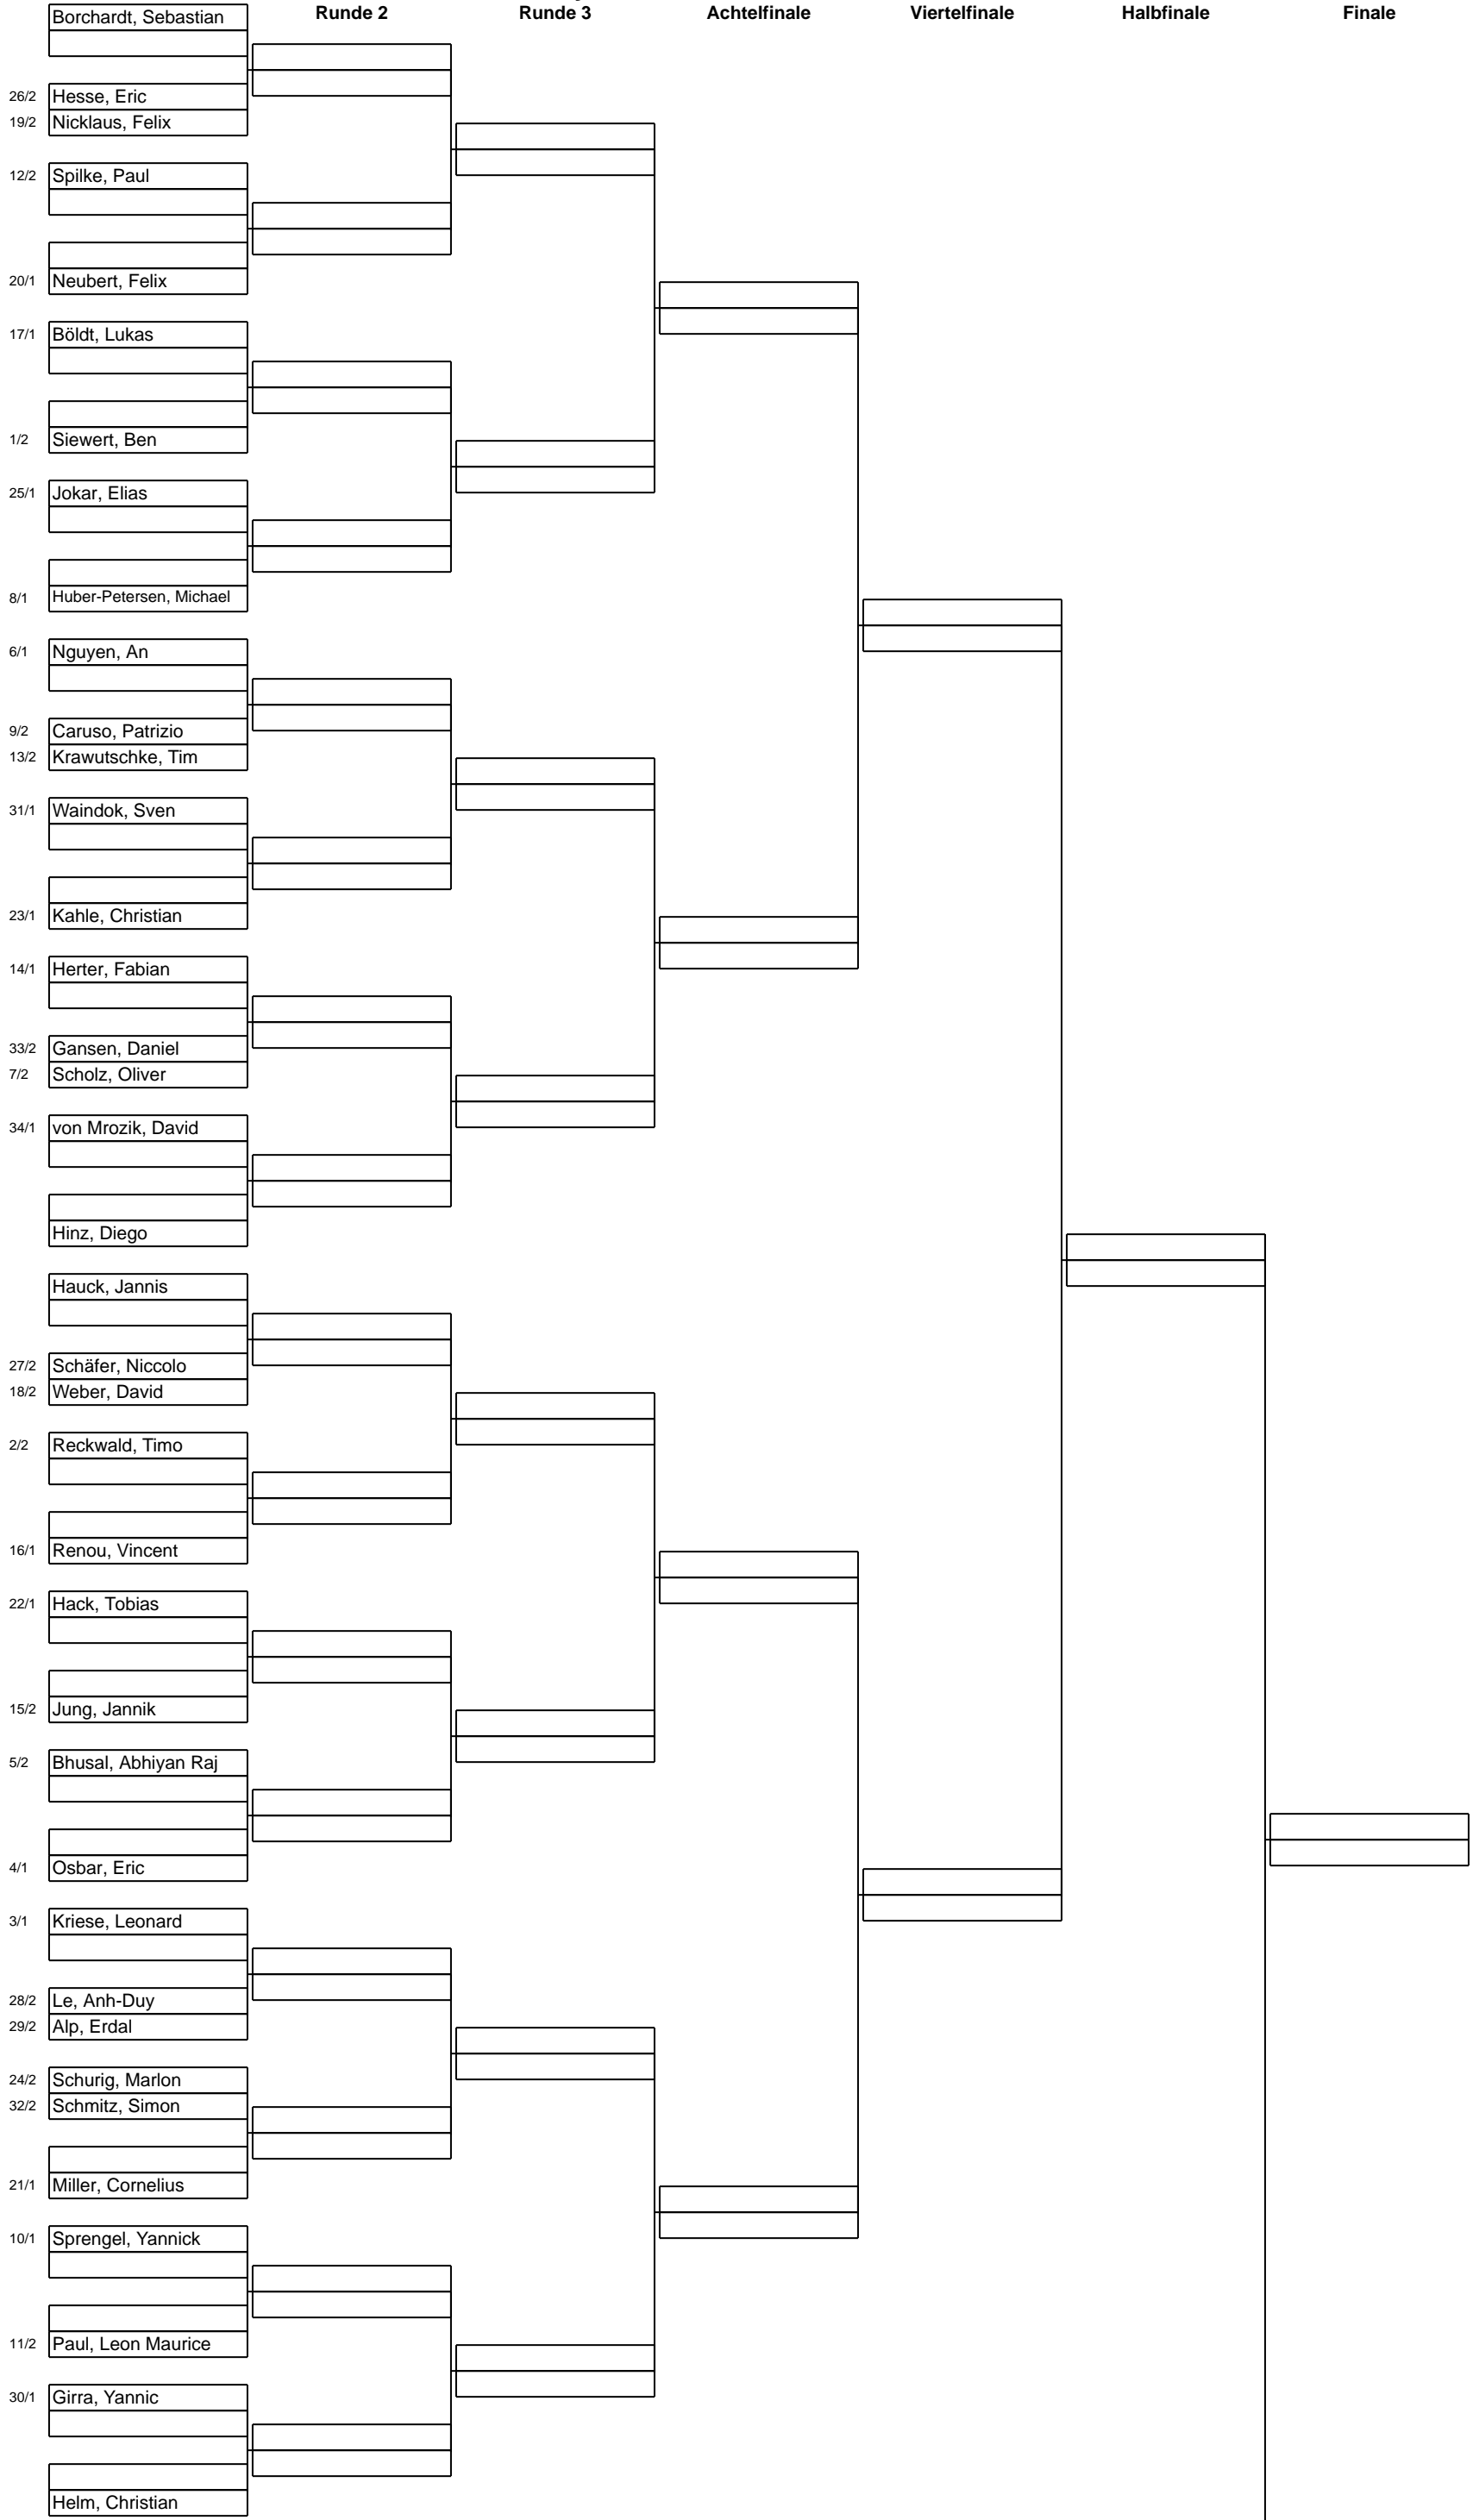 Runde 2 Runde 3 Achtelfinale Viertelfinale Halbfinale Finale
Borchardt, Sebastian
26/2 Hesse, Eric
19/2 Nicklaus, Felix
12/2 Spilke, Paul
20/1 Neubert, Felix
17/1 Böldt, Lukas
1/2 Siewert, Ben
25/1 Jokar, Elias
8/1 Huber-Petersen, Michael
6/1 Nguyen, An
9/2 Caruso, Patrizio
13/2 Krawutschke, Tim
31/1 Waindok, Sven
23/1 Kahle, Christian
14/1 Herter, Fabian
33/2 Gansen, Daniel
7/2 Scholz, Oliver
34/1 von Mrozik, David
Hinz, Diego
Hauck, Jannis
27/2 Schäfer, Niccolo
18/2 Weber, David
2/2 Reckwald, Timo
16/1 Renou, Vincent
22/1 Hack, Tobias
15/2 Jung, Jannik
5/2 Bhusal, Abhiyan Raj
4/1 Osbar, Eric
3/1 Kriese, Leonard
28/2 Le, Anh-Duy
29/2 Alp, Erdal
24/2 Schurig, Marlon
32/2 Schmitz, Simon
21/1 Miller, Cornelius
10/1 Sprengel, Yannick
11/2 Paul, Leon Maurice
30/1 Girra, Yannic
Helm, Christian